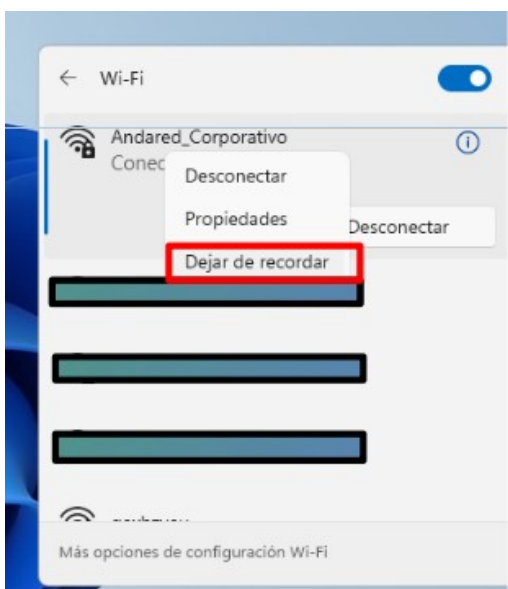 Wi-Fi
Andared_Corporativo
Conec
Desconectar
Propiedades
Desconectar
Dejar de recordar
Más opciones de configuración Wi-Fi